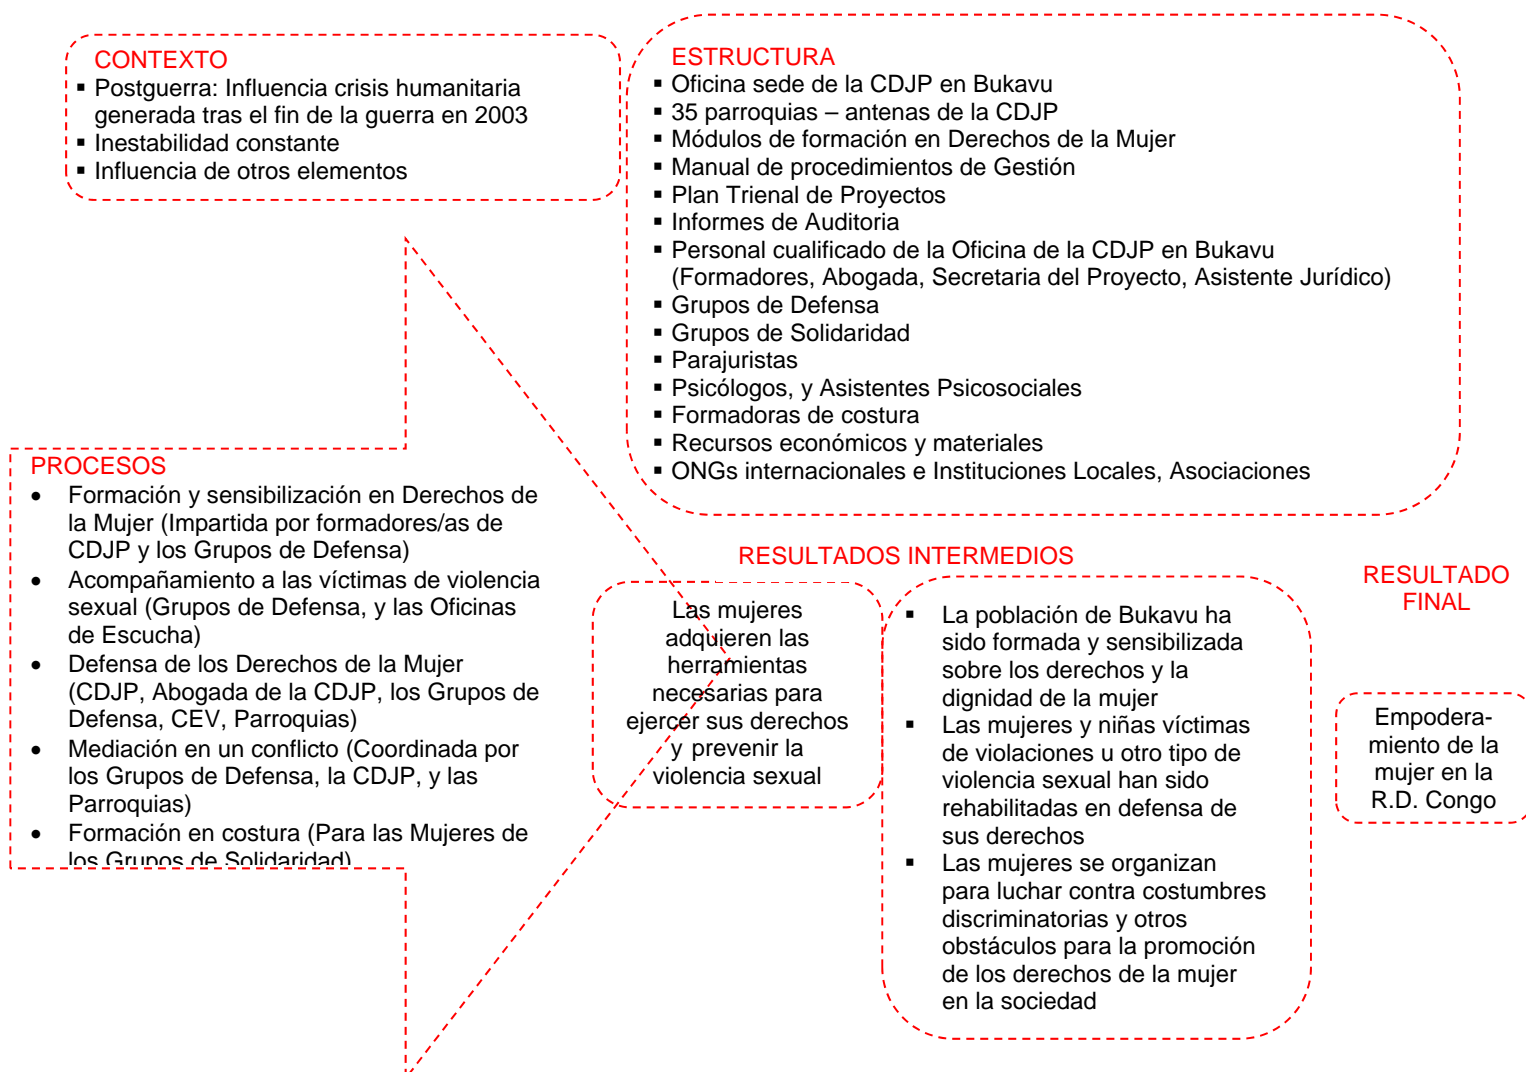 CONTEXTO
▪ Postguerra: Influencia crisis humanitaria
generada tras el fin de la guerra en 2003
▪ Inestabilidad constante
▪ Influencia de otros elementos
ESTRUCTURA
▪ Oficina sede de la CDJP en Bukavu
▪ 35 parroquias – antenas de la CDJP
▪ Módulos de formación en Derechos de la Mujer
▪ Manual de procedimientos de Gestión
▪ Plan Trienal de Proyectos
▪ Informes de Auditoria
▪ Personal cualificado de la Oficina de la CDJP en Bukavu
(Formadores, Abogada, Secretaria del Proyecto, Asistente Jurídico)
▪ Grupos de Defensa
▪ Grupos de Solidaridad
▪ Parajuristas
▪ Psicólogos, y Asistentes Psicosociales
▪ Formadoras de costura
▪ Recursos económicos y materiales
▪ ONGs internacionales e Instituciones Locales, Asociaciones
PROCESOS
• Formación y sensibilización en Derechos de
la Mujer (Impartida por formadores/as de
CDJP y los Grupos de Defensa)
• Acompañamiento a las víctimas de violencia
sexual (Grupos de Defensa, y las Oficinas
de Escucha)
• Defensa de los Derechos de la Mujer
(CDJP, Abogada de la CDJP, los Grupos de
Defensa, CEV, Parroquias)
• Mediación en un conflicto (Coordinada por
los Grupos de Defensa, la CDJP, y las
Parroquias)
• Formación en costura (Para las Mujeres de
los Grupos de Solidaridad)
RESULTADOS INTERMEDIOS
Las mujeres
adquieren las
herramientas
necesarias para
ejercer sus derechos
y prevenir la
violencia sexual
▪ La población de Bukavu ha
sido formada y sensibilizada
sobre los derechos y la
dignidad de la mujer
▪ Las mujeres y niñas víctimas
de violaciones u otro tipo de
violencia sexual han sido
rehabilitadas en defensa de
sus derechos
▪ Las mujeres se organizan
para luchar contra costumbres
discriminatorias y otros
obstáculos para la promoción
de los derechos de la mujer
en la sociedad
RESULTADO
FINAL
Empodera-
miento de la
mujer en la
R.D. Congo